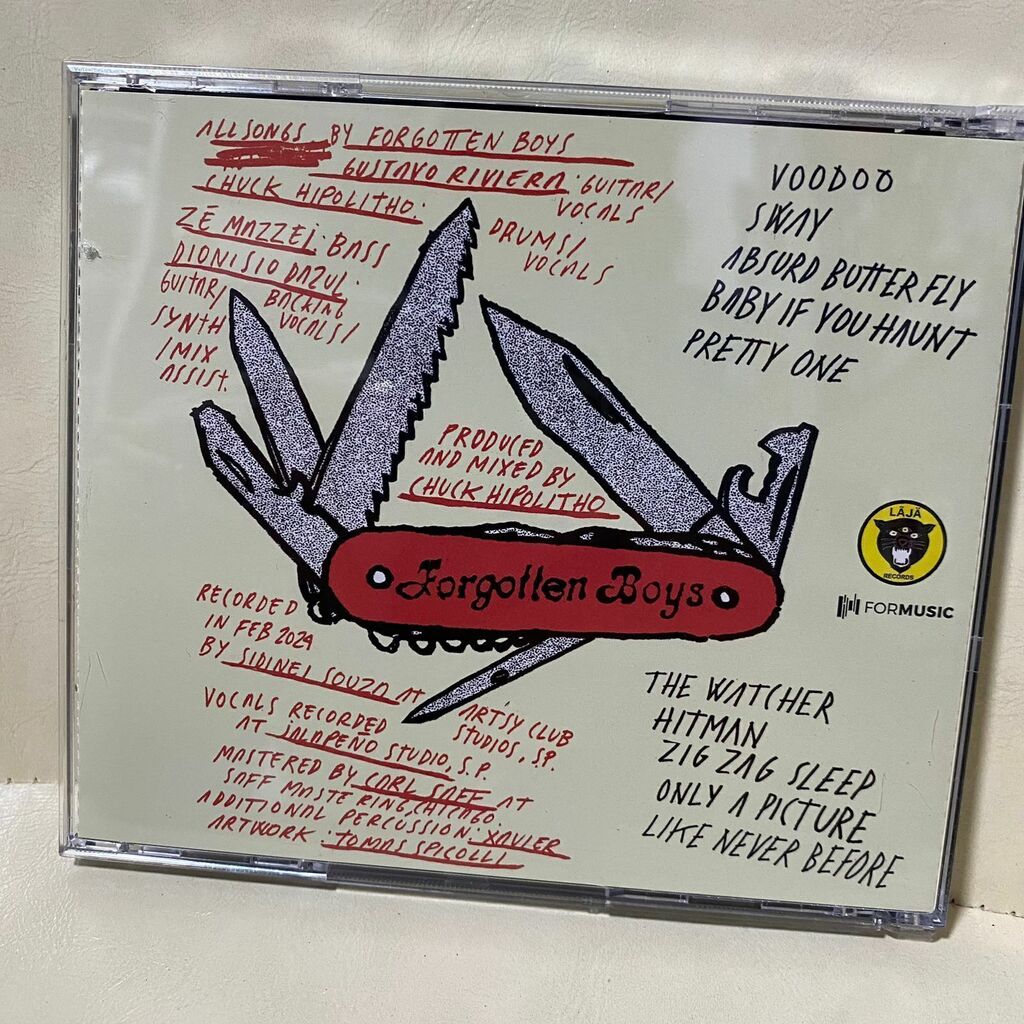 ALL SONGS BY FORGOTTEN BOYS
GUSTAVO RIVIERA: GUITAR/
VOCALS
CHUCK HIPOLITHO:
DRUMS/
VOCALS
ZÉ MAZZEI: BASS
DIONISIO DAZUL:
GUITAR/ BACKING
VOCALS/
SYNTH
/MIX
ASSIST.
PRODUCED
AND MIXED BY
CHUCK HIPOLITHO
Forgotten Boys
RECORDED
IN FEB 2024
BY SIDINEI SOUZA AT
ARTSY CLUB
STUDIOS, SP.
VOCALS RECORDED
AT JALAPEÑO STUDIO, S.P.
MASTERED BY CARL SAFF AT
SAFF MASTERING, CHICAGO.
ADDITIONAL PERCUSSION: XAVIER
ARTWORK: TOMAS SPICOLLI
VOODOO
SWAY
ABSURD BUTTERFLY
BABY IF YOU HAUNT
PRETTY ONE
LÄJÄ
RECORDS
FORMUSIC
THE WATCHER
HITMAN
ZIG ZAG SLEEP
ONLY A PICTURE
LIKE NEVER BEFORE